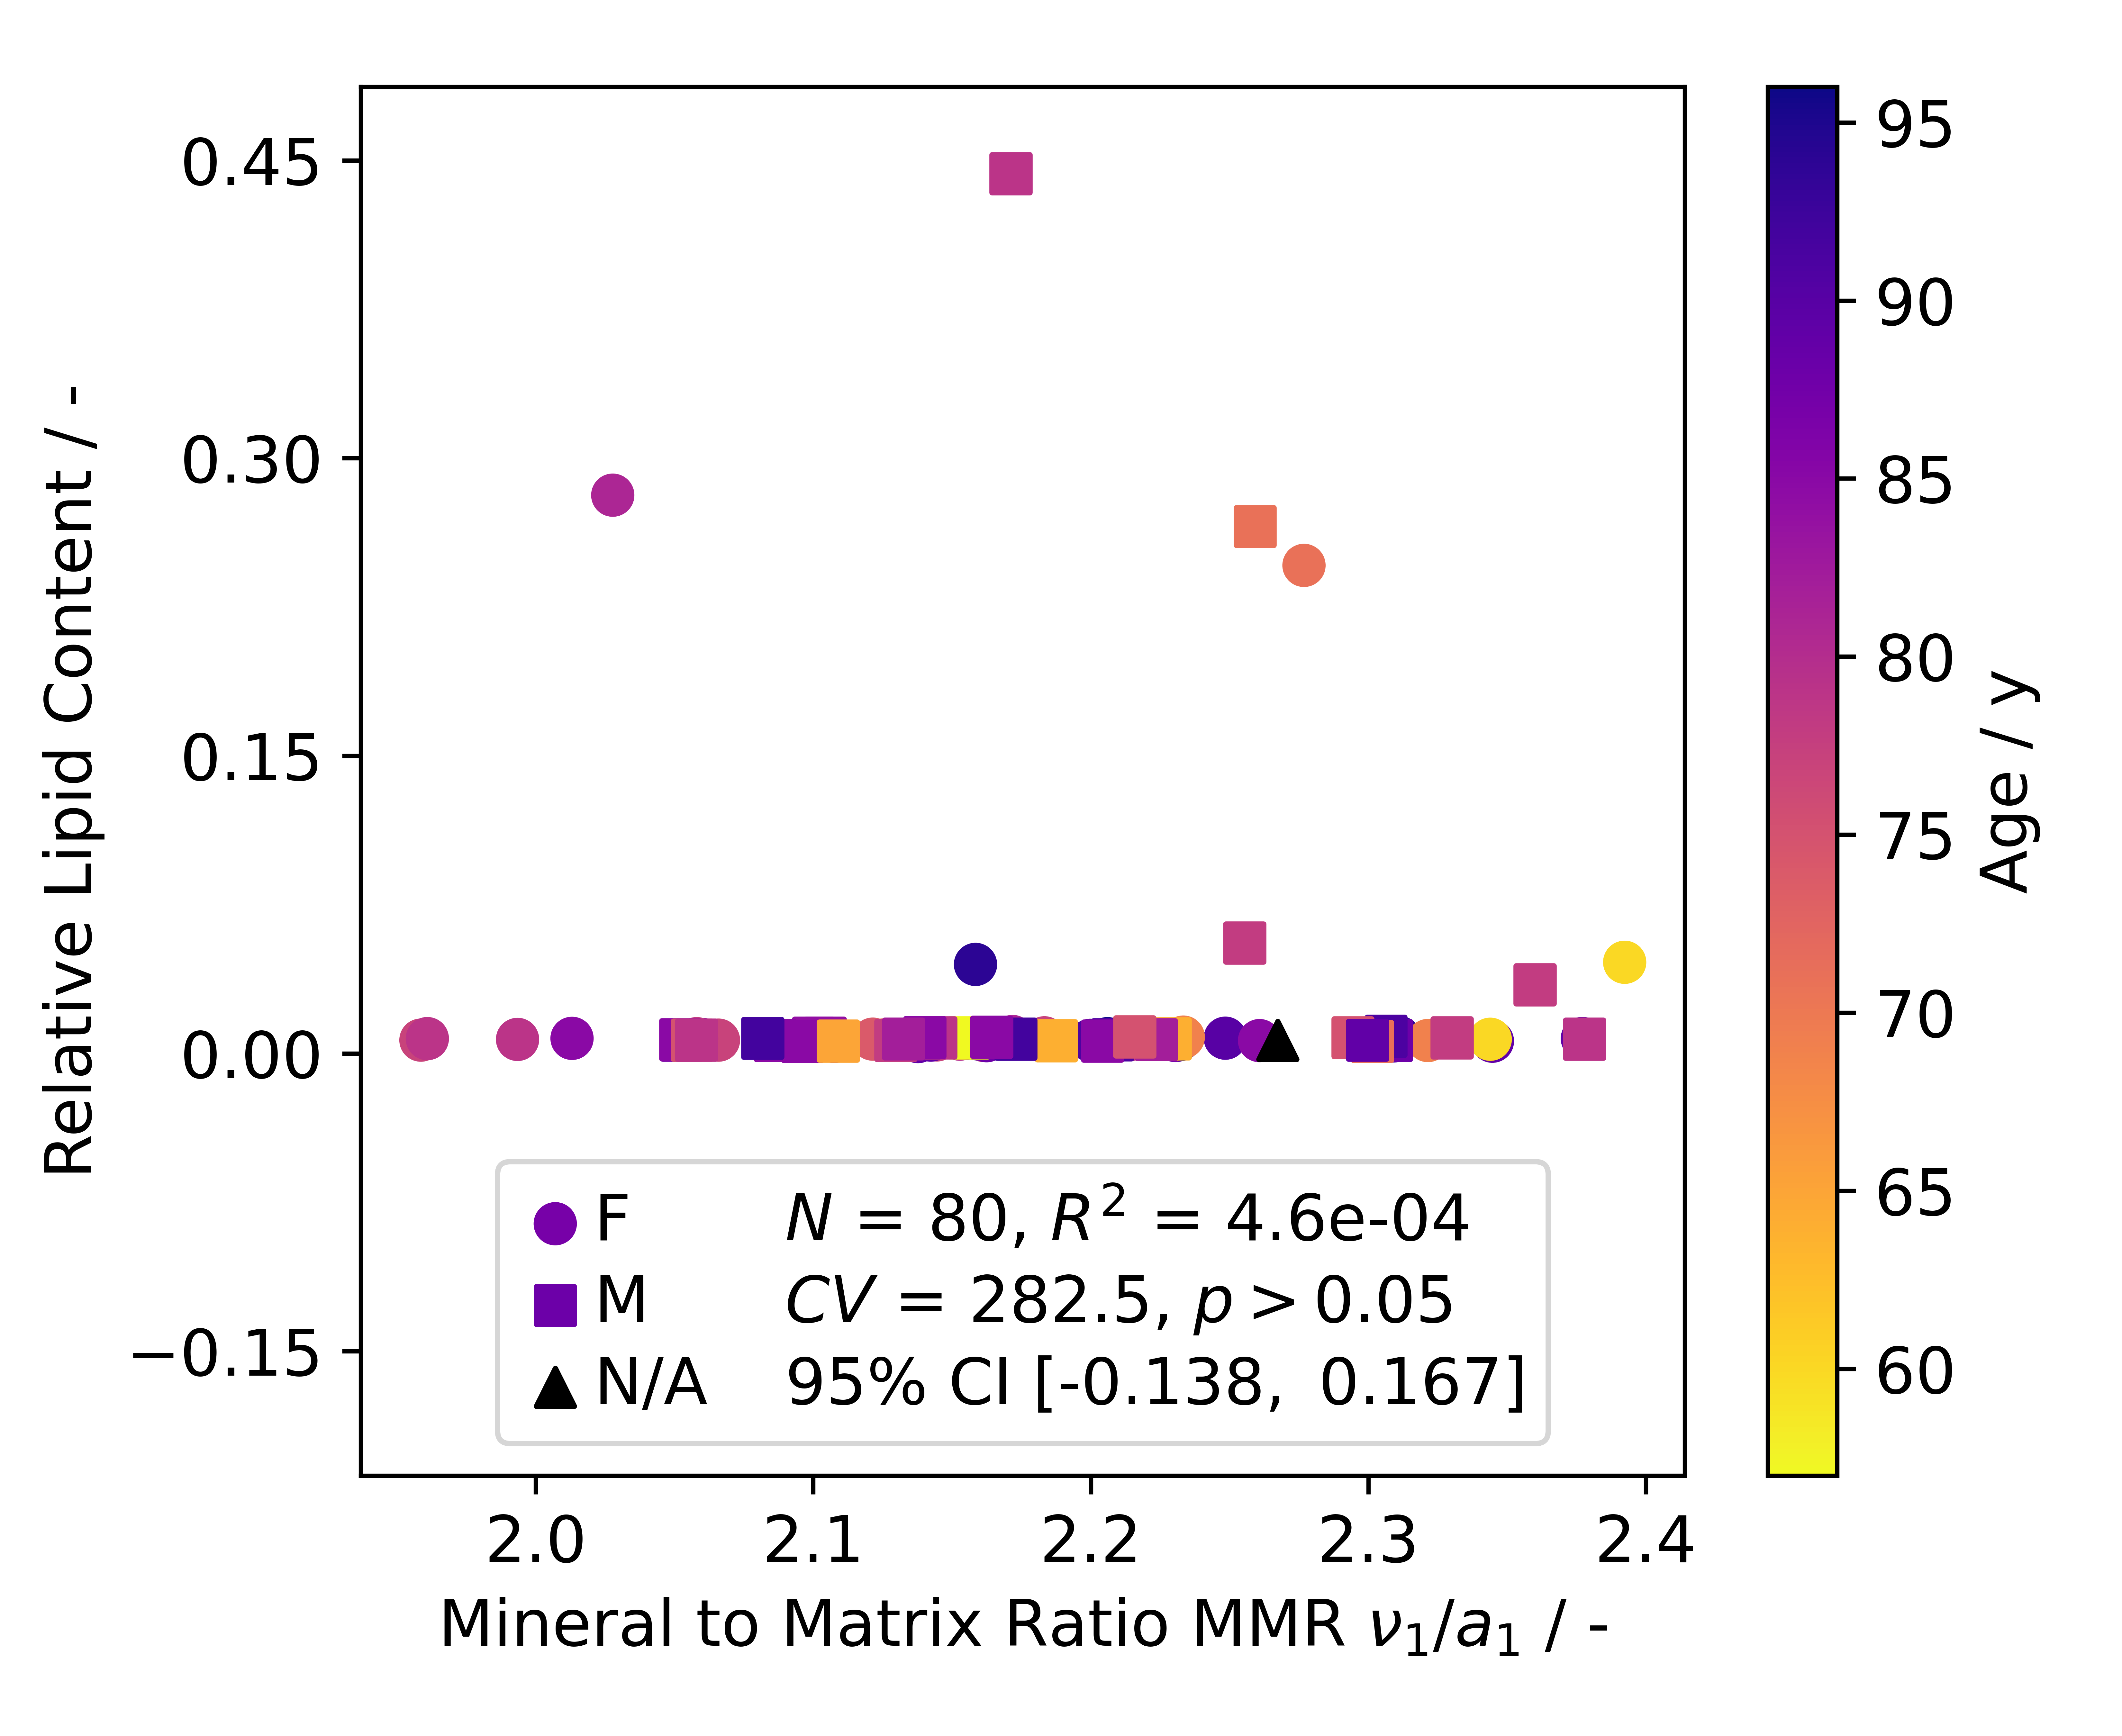 0.45
0.30
0.15
0.00
−0.15
Relative Lipid Content / -
F
M
N/A
N = 80, R² = 4.6e-04
CV = 282.5, p > 0.05
95% CI [-0.138, 0.167]
2.0 2.1 2.2 2.3 2.4
Mineral to Matrix Ratio MMR ν₁/a₁ / -
95
90
85
80
75
70
65
60
Age / y